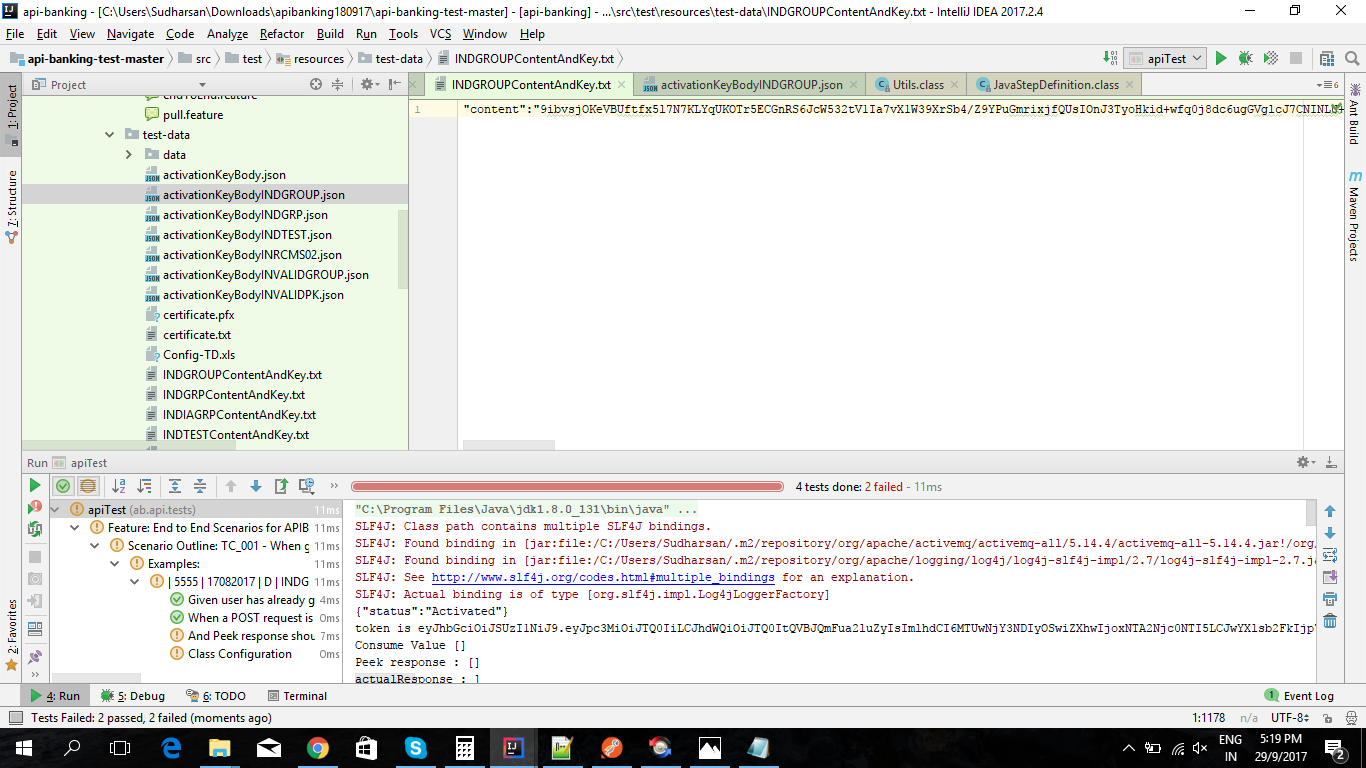 api-banking - [C:\Users\Sudharsan\Downloads\apibanking180917\api-banking-test-master] - [api-banking] - ...\src\test\resources\test-data\INDGROUPContentAndKey.txt - IntelliJ IDEA 2017.2.4
File Edit View Navigate Code Analyze Refactor Build Run Tools VCS Window Help
api-banking-test-master src test resources test-data INDGROUPContentAndKey.txt apiTest
Project
INDGROUPContentAndKey.txt activationKeyBodyINDGROUP.json Utils.class JavaStepDefinition.class
6
1: Project
7: Structure
2: Favorites
Ant Build
Maven Projects
pull.feature
test-data
data
activationKeyBody.json
activationKeyBodyINDGROUP.json
activationKeyBodyINDGRP.json
activationKeyBodyINDTEST.json
activationKeyBodyINRCMS02.json
activationKeyBodyINVALIDGROUP.json
activationKeyBodyINVALIDPK.json
certificate.pfx
certificate.txt
Config-TD.xls
INDGROUPContentAndKey.txt
INDGRPContentAndKey.txt
INDIAGRPContentAndKey.txt
INDTESTContentAndKey.txt
1
"content":
Run apiTest
4 tests done: 2 failed - 11ms
apiTest (ab.api.tests) 11ms
Feature: End to End Scenarios for APIB 11ms
Scenario Outline: TC_001 - When g 11ms
Examples: 11ms
| 5555 | 17082017 | D | INDG 11ms
Given user has already g 4ms
When a POST request is 0ms
And Peek response shou 7ms
Class Configuration 0ms
"C:\Program Files\Java\jdk1.8.0_131\bin\java" ...
SLF4J: Class path contains multiple SLF4J bindings.
SLF4J: Found binding in [jar:file:/C:/Users/Sudharsan/.m2/repository/org/apache/activemq/activemq-all/5.14.4/activemq-all-5.14.4.jar!/org,
SLF4J: Found binding in [jar:file:/C:/Users/Sudharsan/.m2/repository/org/apache/logging/log4j/log4j-slf4j-impl/2.7/log4j-slf4j-impl-2.7.ja
SLF4J: See http://www.slf4j.org/codes.html#multiple_bindings for an explanation.
SLF4J: Actual binding is of type [org.slf4j.impl.Log4jLoggerFactory]
{"status":"Activated"}
token is
Consume Value []
Peek response : []
actualResponse : ]
4: Run 5: Debug 6: TODO Terminal 1 Event Log
Tests Failed: 2 passed, 2 failed (moments ago) 1:1178 n/a UTF-8
ENG
IN
5:19 PM
29/9/2017
2